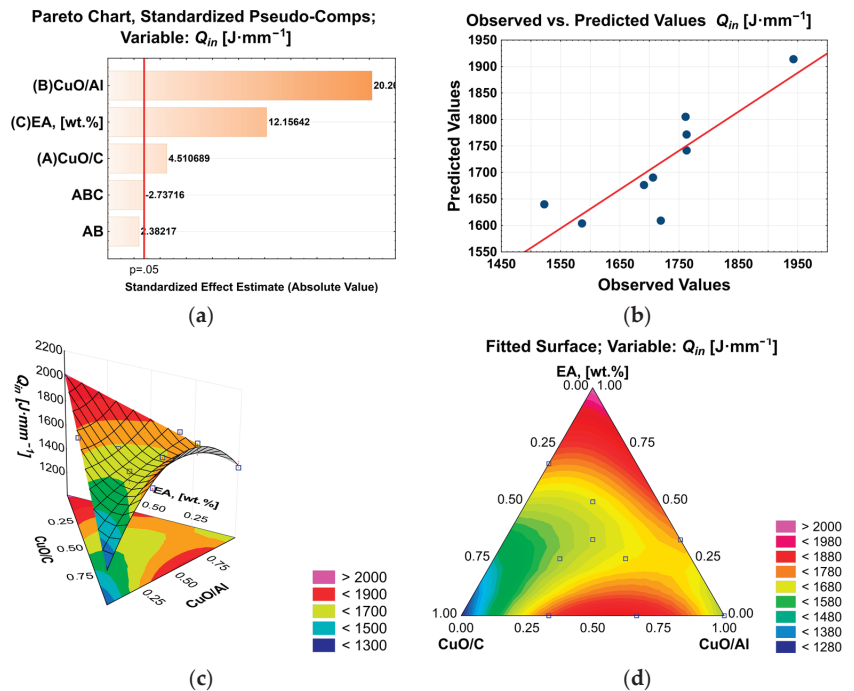 Pareto Chart, Standardized Pseudo-Comps;
Variable: Qin [J·mm⁻¹]
(B)CuO/Al
20.20
(C)EA, [wt.%]
12.15642
(A)CuO/C
4.510689
ABC
-2.73716
AB
2.38217
p=.05
Standardized Effect Estimate (Absolute Value)
(a)
Observed vs. Predicted Values Qin [J·mm⁻¹]
Predicted Values
1950
1900
1850
1800
1750
1700
1650
1600
1550
1450 1550 1650 1750 1850 1950
Observed Values
(b)
2200
2000
1800
1600
1400
1200
Qin [J·mm⁻¹]
EA, [wt.%]
0.50 0.25
0.25
0.50
0.75
CuO/C
0.25
0.50
0.75
CuO/Al
> 2000
< 1900
< 1700
< 1500
< 1300
(c)
Fitted Surface; Variable: Qin [J·mm⁻¹]
EA, [wt.%]
0.00 1.00
0.25 0.75
0.50 0.50
0.75 0.25
1.00 0.00
0.00 0.25 0.50 0.75 1.00
CuO/C CuO/Al
> 2000
< 1980
< 1880
< 1780
< 1680
< 1580
< 1480
< 1380
< 1280
(d)